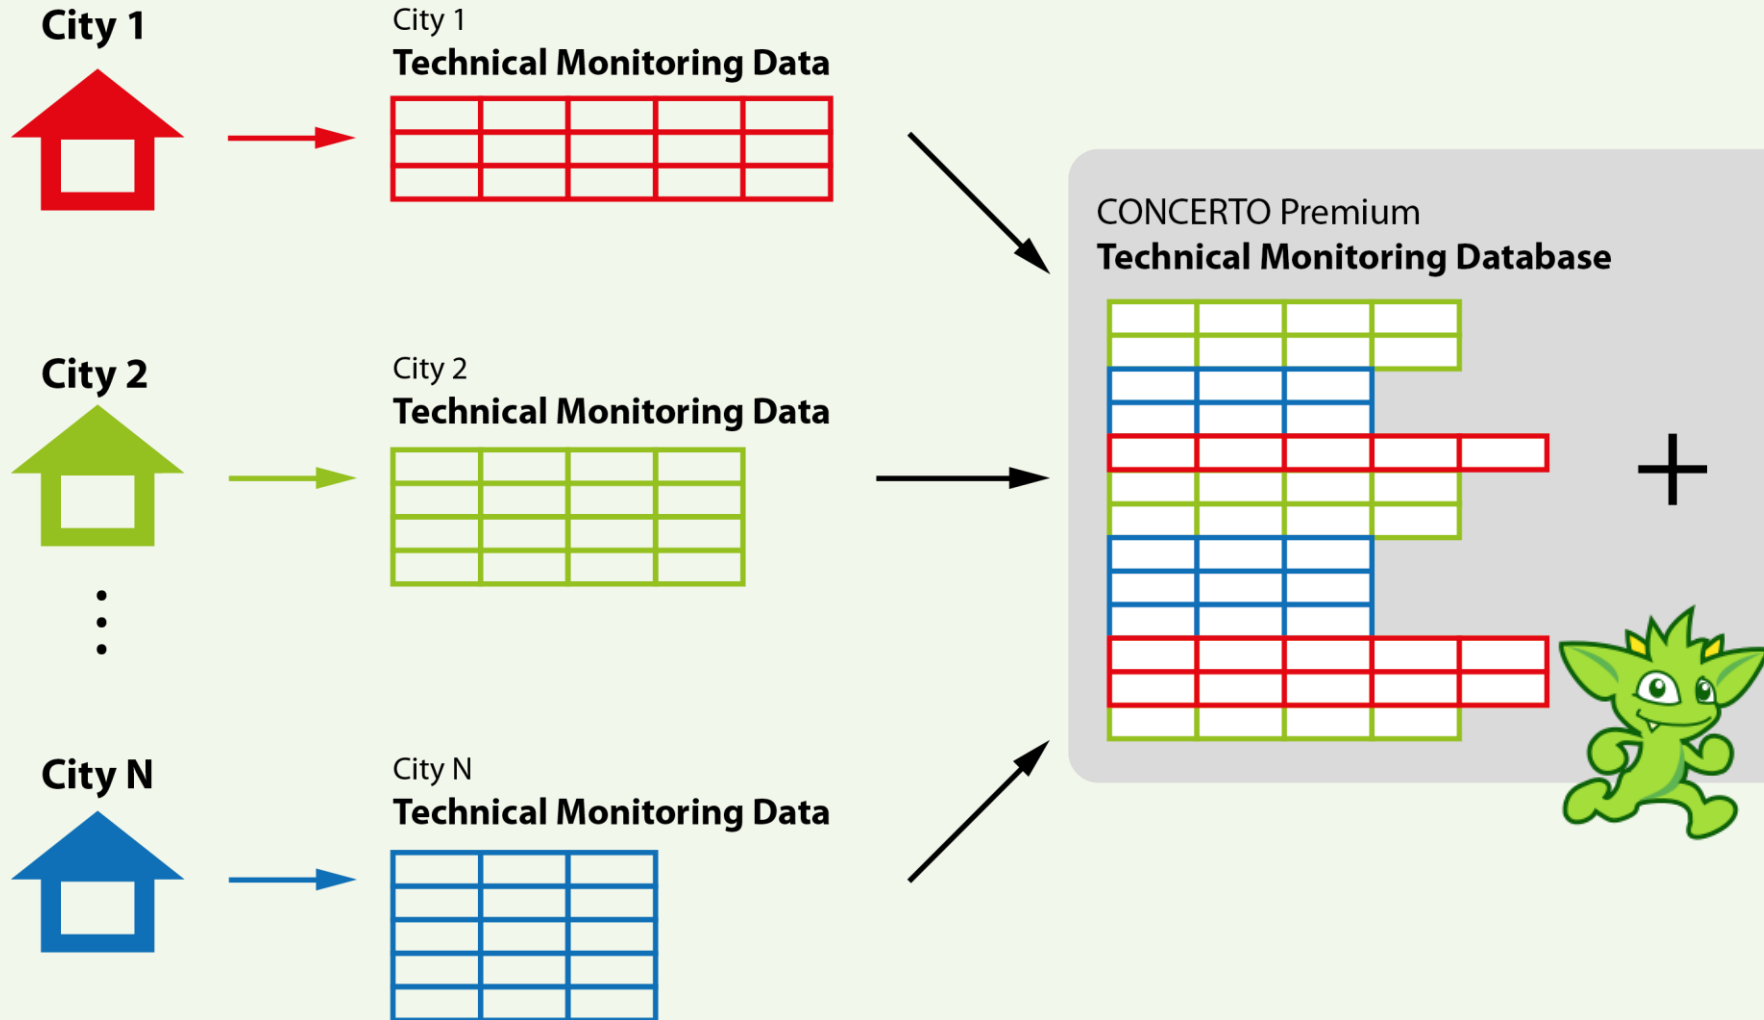 City 1
City 1
Technical Monitoring Data
CONCERTO Premium
Technical Monitoring Database
City 2
City 2
Technical Monitoring Data
City N
City N
Technical Monitoring Data